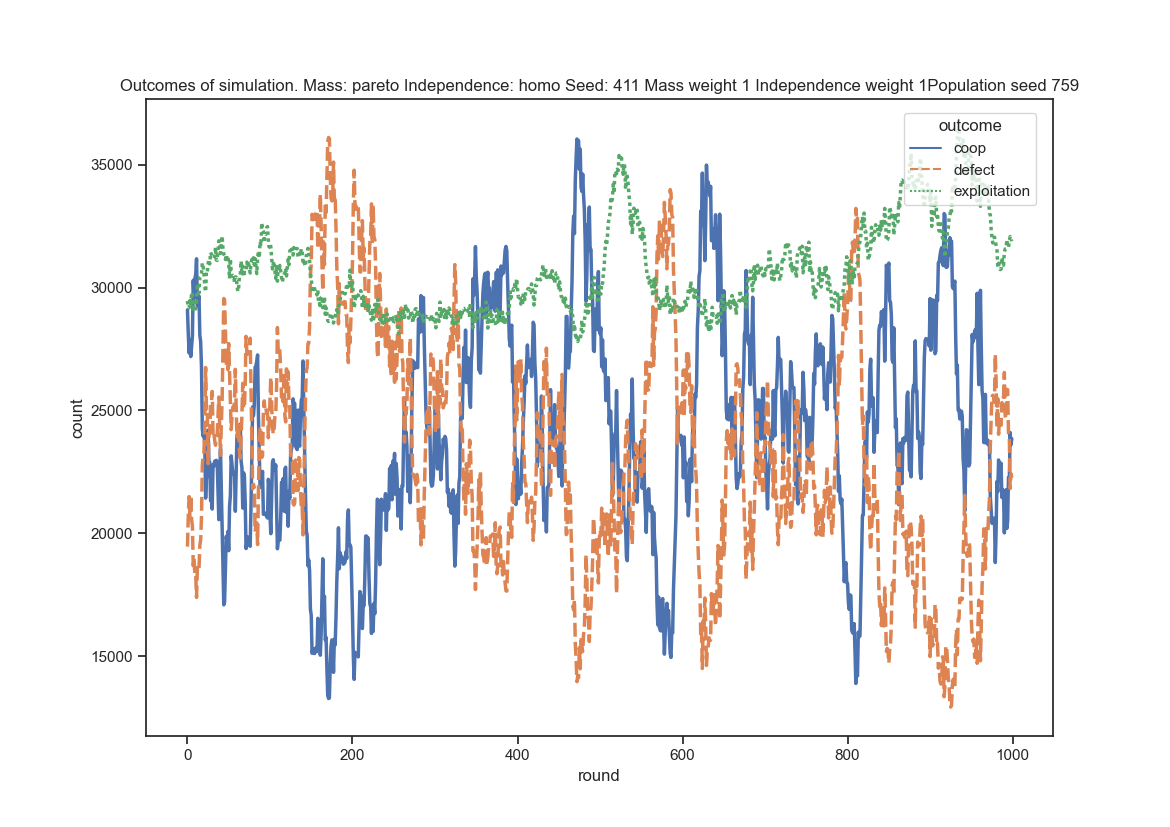 Outcomes of simulation. Mass: pareto Independence: homo Seed: 411 Mass weight 1 Independence weight 1Population seed 759
outcome
coop
defect
exploitation
35000
30000
25000
20000
15000
count
0 200 400 600 800 1000
round